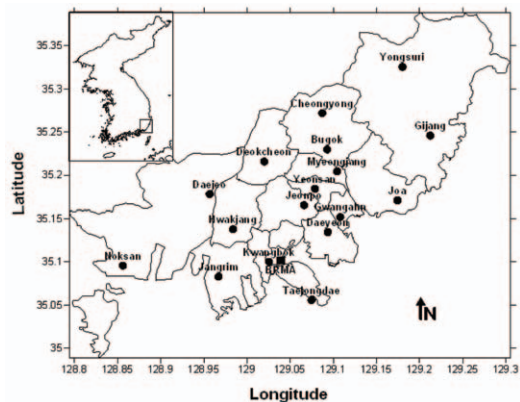 35.35
Yongsuri
35.3
Cheongyong
35.25
Bugok
Gijang
Deokcheon
Myeongjang
35.2
Yeonsan
Daejeo
Jeonpo
Joa
Gwangahn
35.15
Hwakjang
Daeyeon
Latitude
Noksan
Kwangbok
35.1
BRMA
Jangrim
Taejongdae
35.05
N
35
128.8
128.85
128.9
128.95
129
129.05
129.1
129.15
129.2
129.25
129.3
Longitude